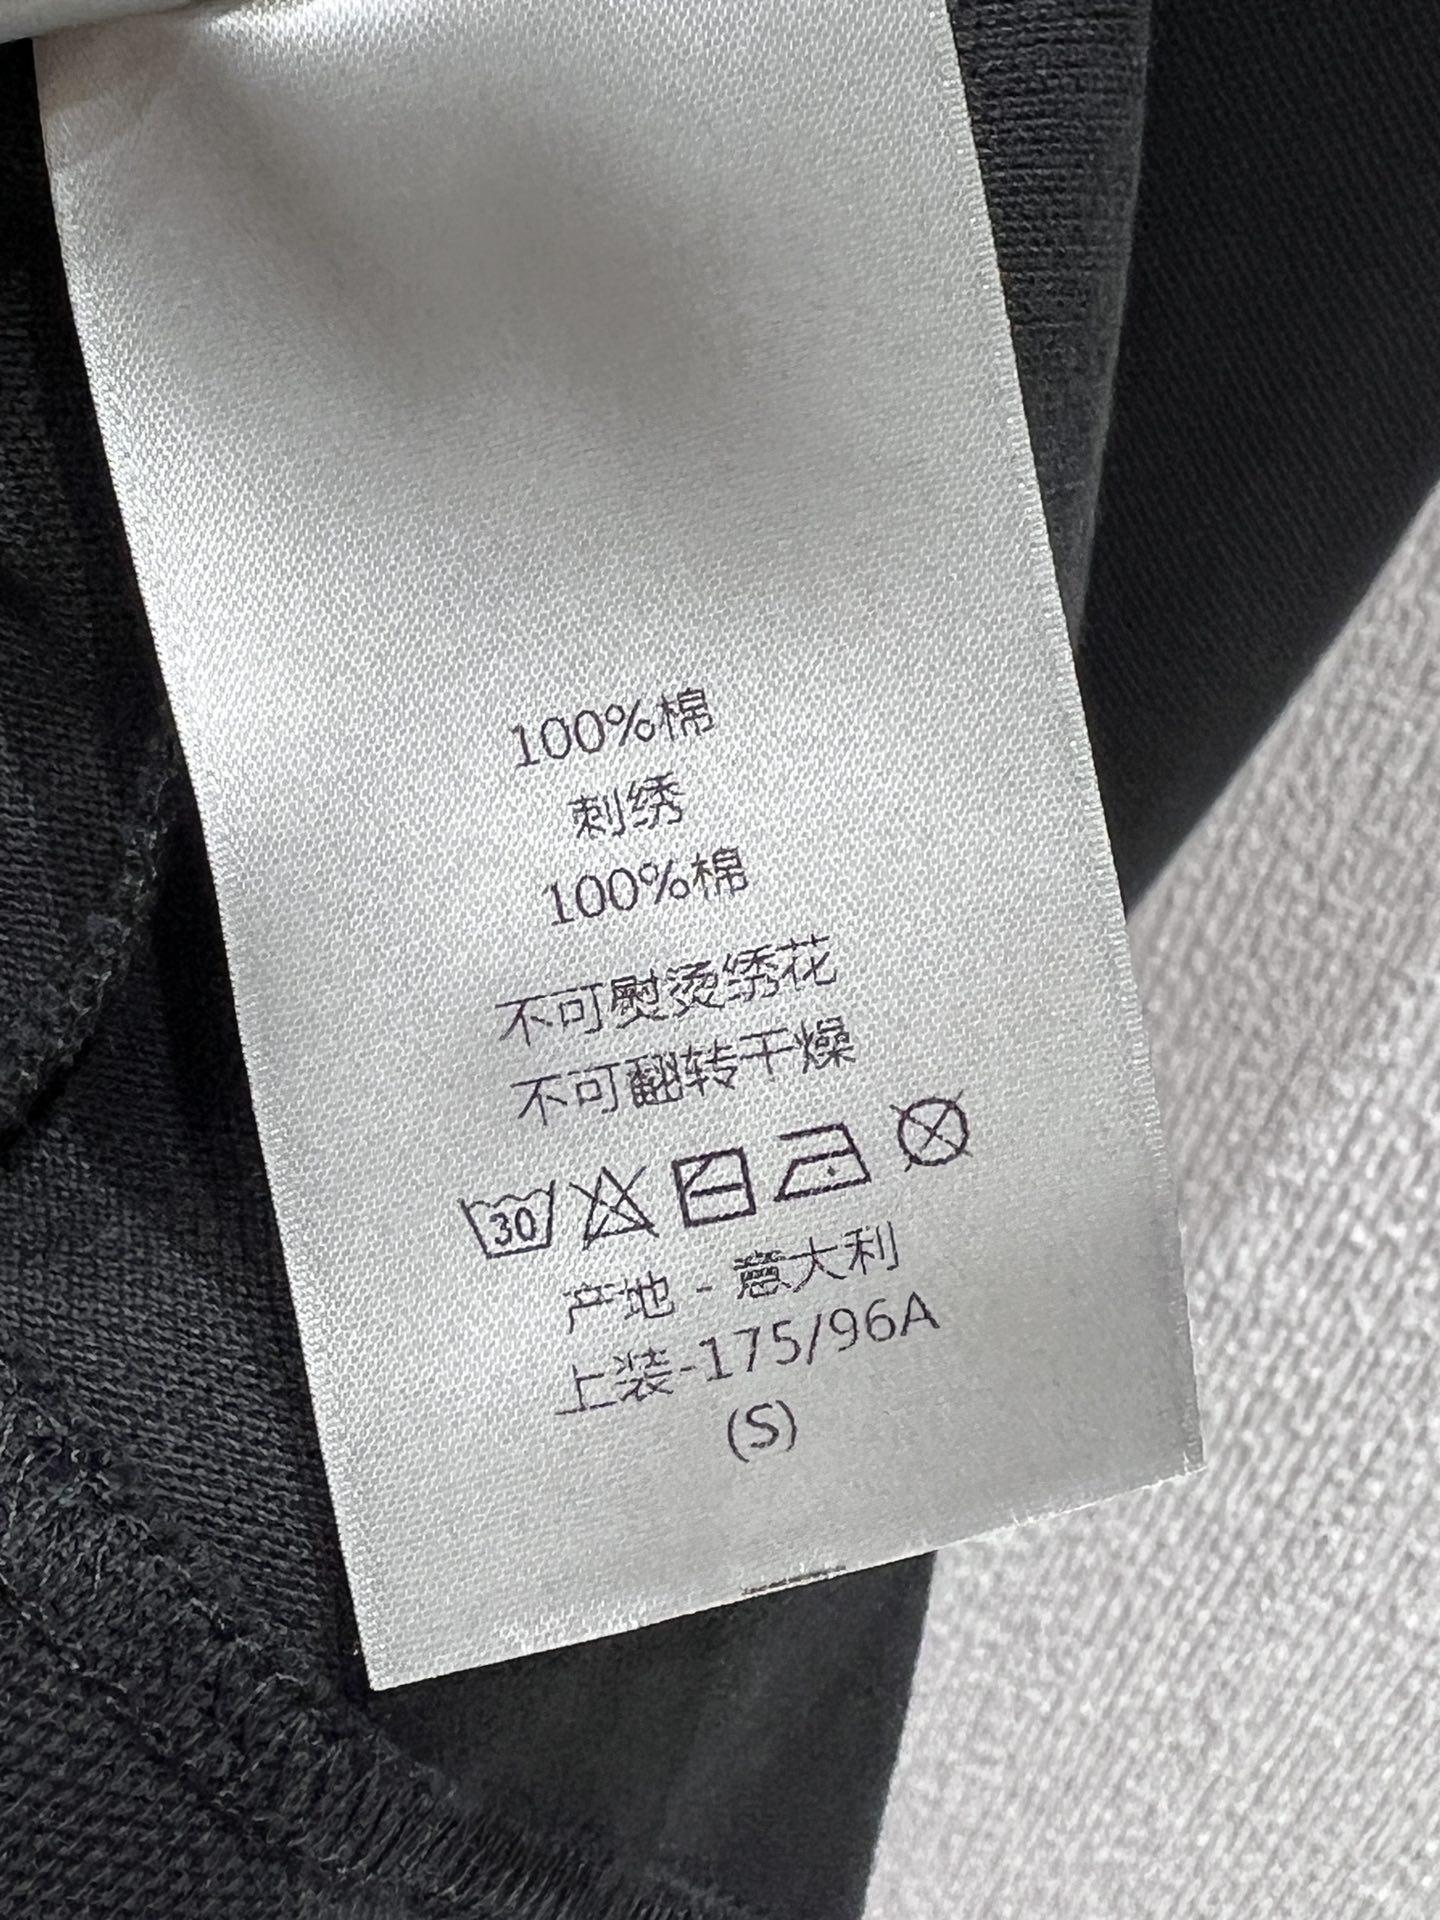 100%棉
刺绣
100%棉
不可熨烫绣花
不可翻转干燥
30
产地 - 意大利
上装-175/96A
(S)